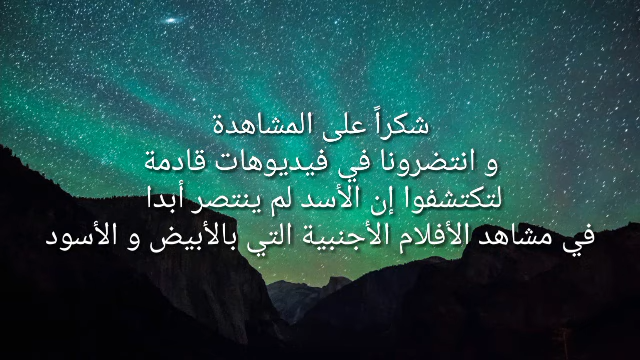 شكراً على المشاهدة
و انتضرونا في فيديوهات قادمة
لتكتشفوا إن الأسد لم ينتصر أبدا
في مشاهد الأفلام الأجنبية التي بالأبيض و الأسود